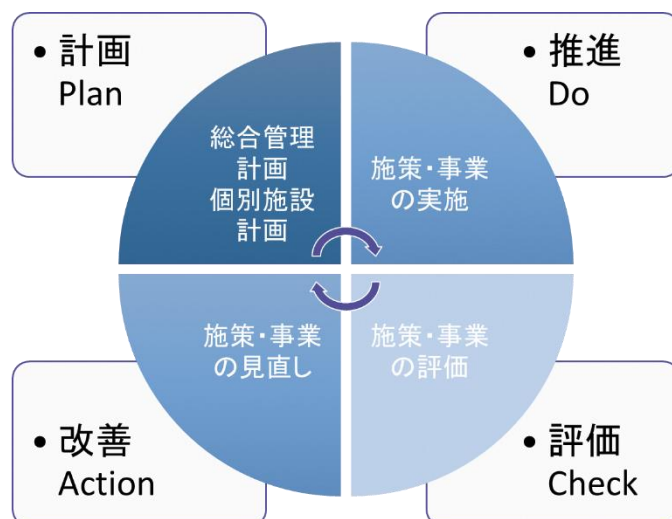 • 計画
Plan
• 推進
Do
総合管理
計画
個別施設
計画
施策・事業
の実施
施策・事業
の見直し
施策・事業
の評価
• 改善
Action
• 評価
Check